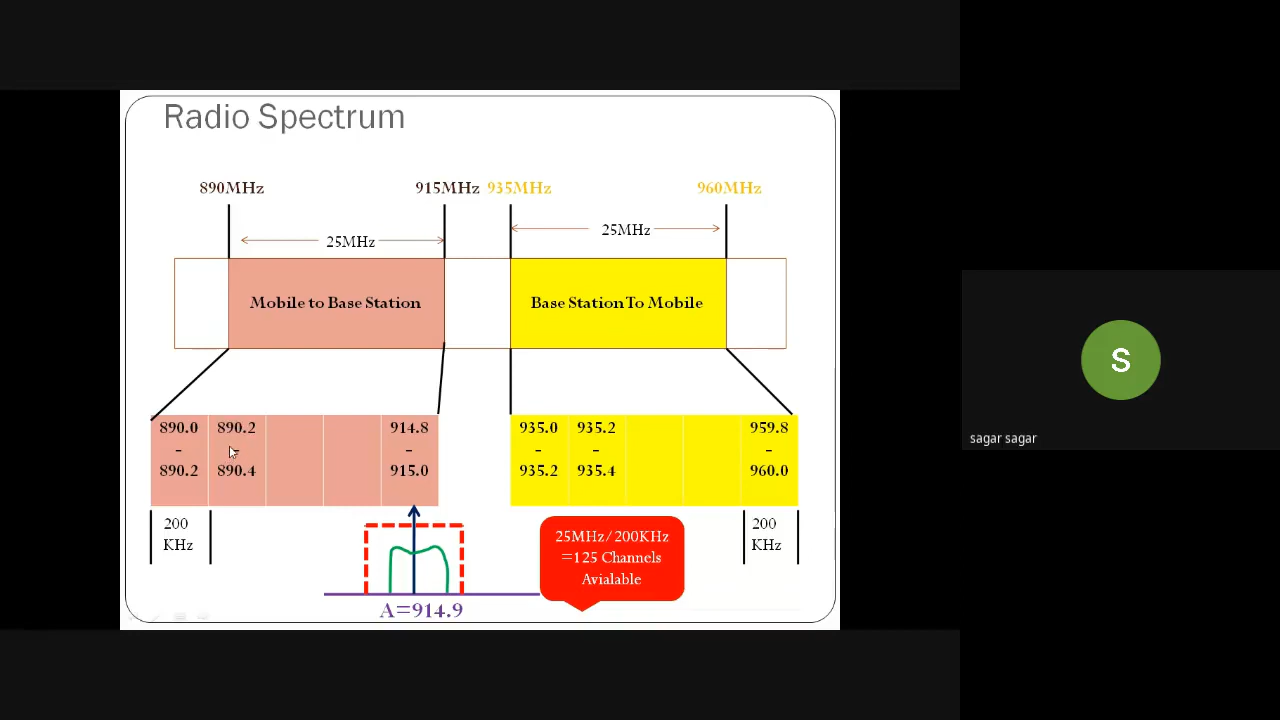 Radio Spectrum
890MHz 915MHz 935MHz 960MHz
25MHz 25MHz
Mobile to Base Station Base Station To Mobile
890.0 890.2 914.8 935.0 935.2 959.8
- - - - - -
890.2 890.4 915.0 935.2 935.4 960.0
200 KHz
200 KHz
25MHz/200KHz
=125 Channels
Avialable
A=914.9
S
sagar sagar